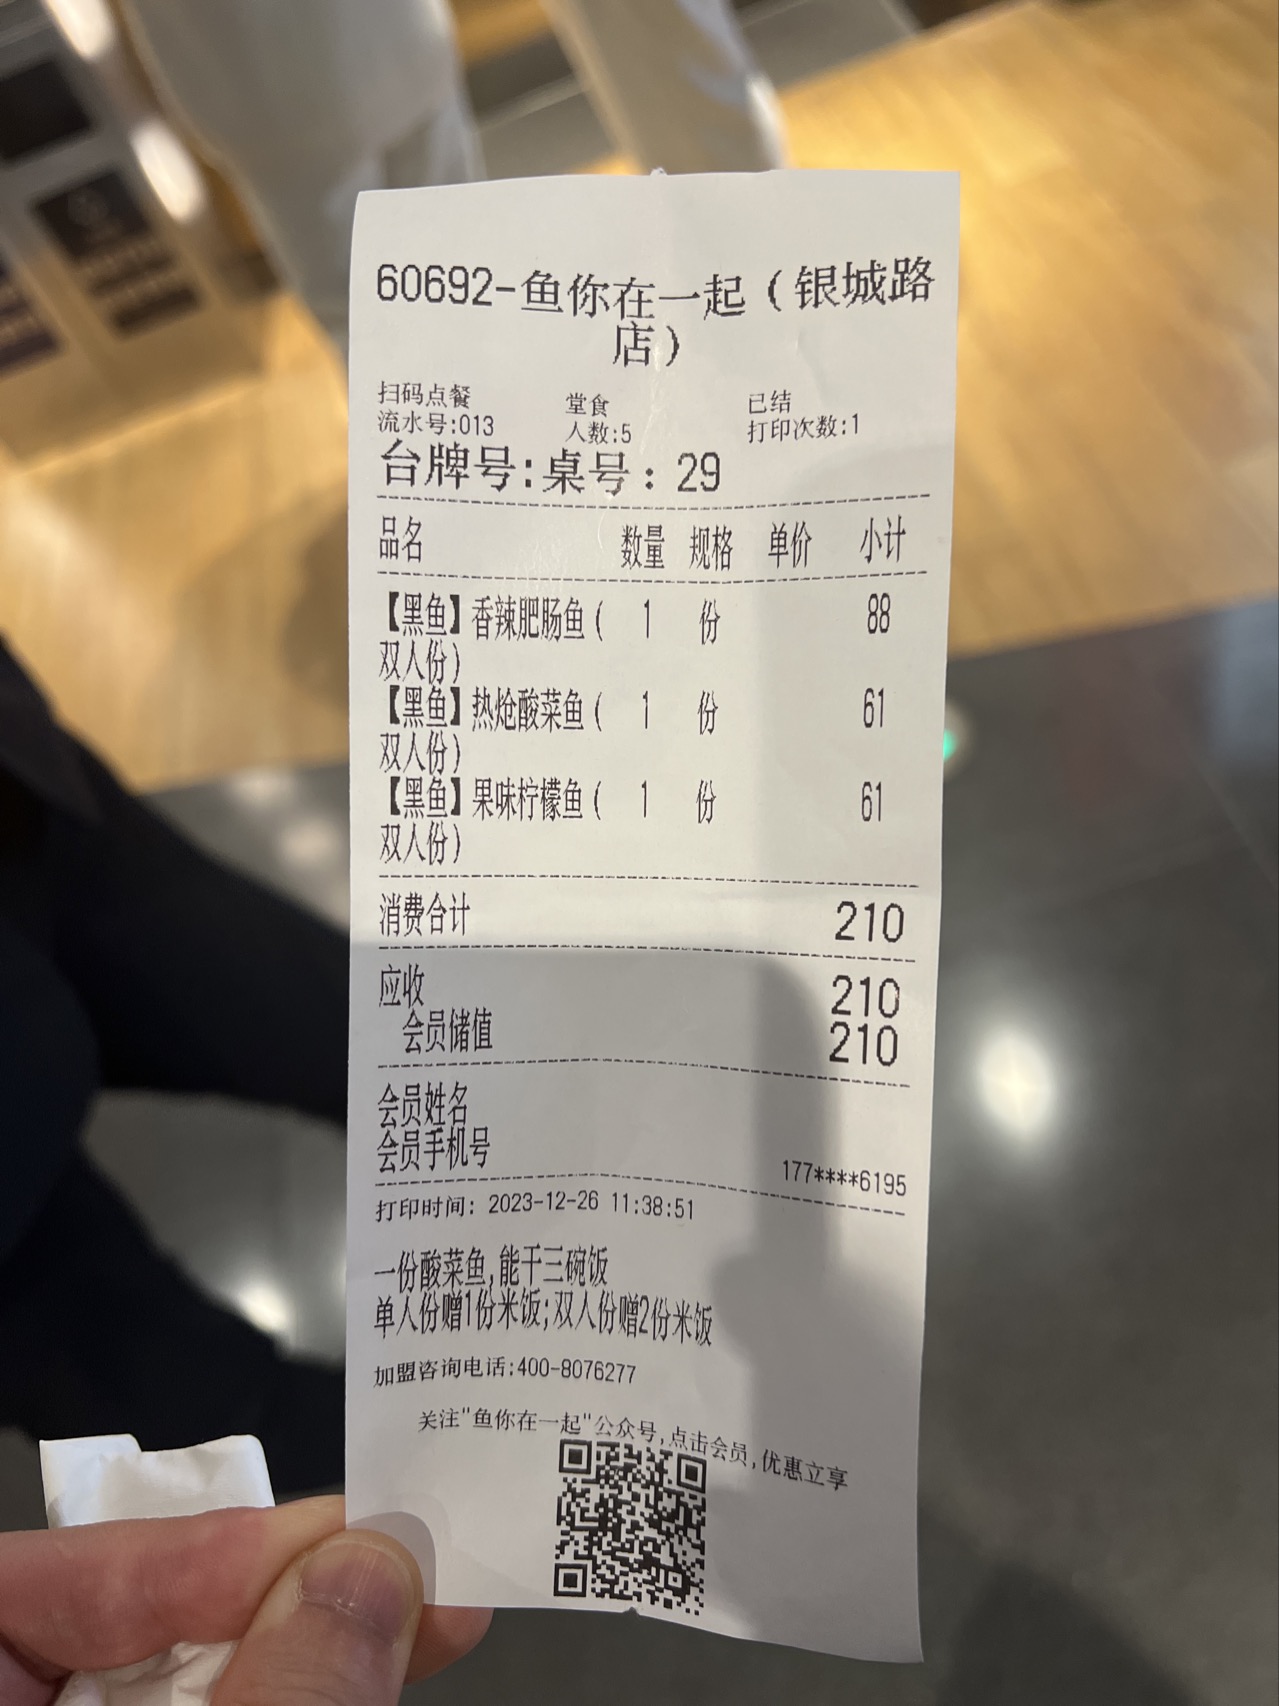 60692-鱼你在一起（银城路
店）
扫码点餐 堂食 已结
流水号:013 人数:5 打印次数:1
台牌号:桌号：29
品名 数量 规格 单价 小计
【黑鱼】香辣肥肠鱼( 1 份 88
双人份)
【黑鱼】热炝酸菜鱼( 1 份 61
双人份)
【黑鱼】果味柠檬鱼( 1 份 61
双人份)
消费合计 210
应收 210
会员储值 210
会员姓名
会员手机号 177****6195
打印时间: 2023-12-26 11:38:51
一份酸菜鱼,能干三碗饭
单人份赠1份米饭;双人份赠2份米饭
加盟咨询电话:400-8076277
关注"鱼你在一起"公众号,点击会员,优惠立享